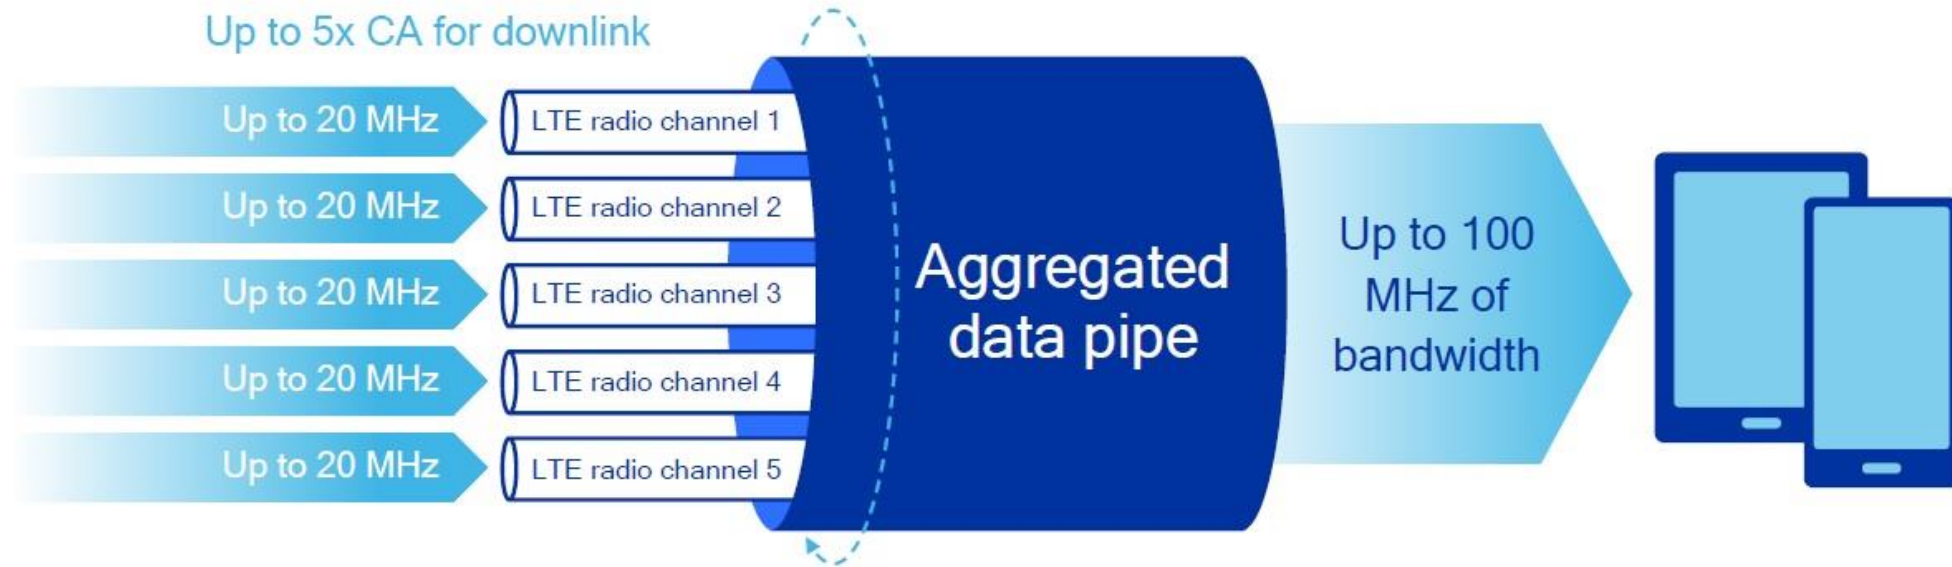 Up to 5x CA for downlink
Up to 20 MHz
LTE radio channel 1
Up to 20 MHz
LTE radio channel 2
Up to 20 MHz
LTE radio channel 3
Up to 20 MHz
LTE radio channel 4
Up to 20 MHz
LTE radio channel 5
Aggregated
data pipe
Up to 100
MHz of
bandwidth